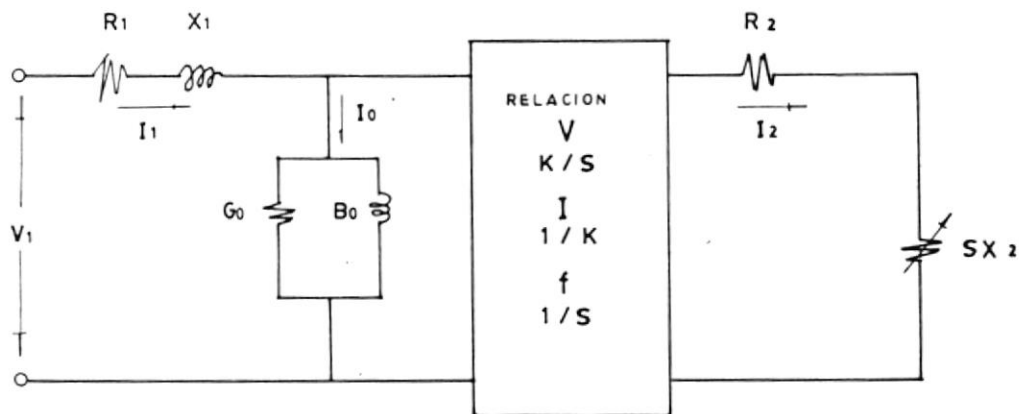 R1
X1
R2
I1
I0
I2
RELACION
V
K/S
I
1/K
f
1/S
G0
B0
V1
SX2